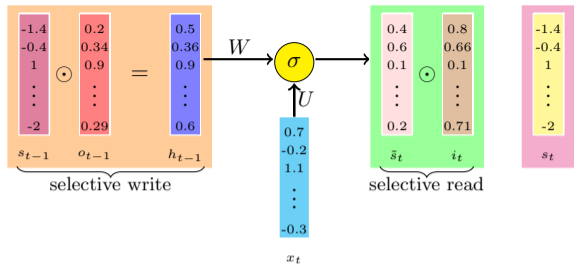 -1.4 0.2 0.5 W σ 0.4 0.8 -1.4
-0.4 0.34 0.36 0.6 0.66 -0.4
1 ⊙ 0.9 = 0.9 0.1 ⊙ 0.1 1
⋮ ⋮ ⋮ U ⋮ ⋮ ⋮
-2 0.29 0.6 0.2 0.71 -2
s_{t−1} o_{t−1} h_{t−1} s̃_t i_t s_t
selective write selective read
0.7
-0.2
1.1
⋮
-0.3
x_t